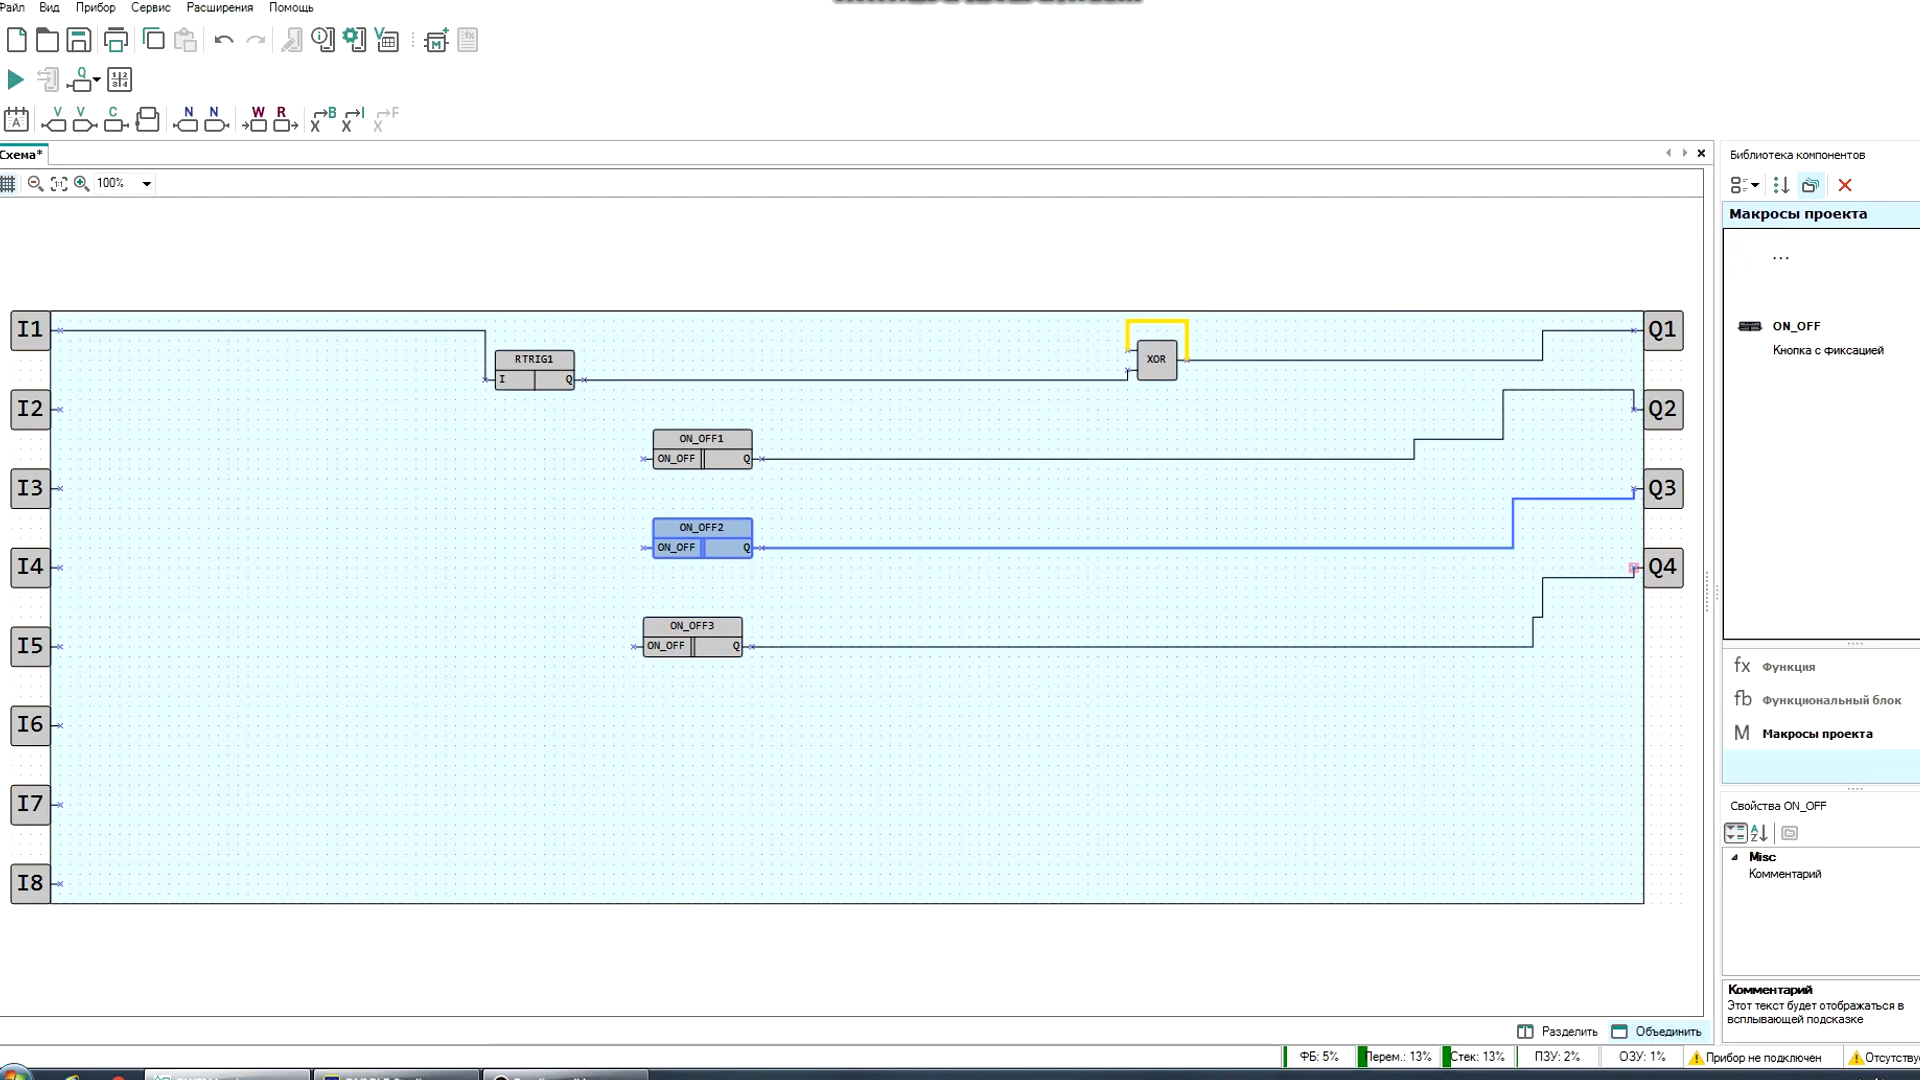 Файл Вид Прибор Сервис Расширения Помощь
Схема*
100%
Библиотека компонентов
Макросы проекта
...
ON_OFF
Кнопка с фиксацией
I1
I2
I3
I4
I5
I6
I7
I8
RTRIG1
I Q
XOR
ON_OFF1
ON_OFF Q
ON_OFF2
ON_OFF Q
ON_OFF3
ON_OFF Q
Q1
Q2
Q3
Q4
fx Функция
fb Функциональный блок
M Макросы проекта
Свойства ON_OFF
Misc
Комментарий
Комментарий
Этот текст будет отображаться в
всплывающей подсказке
Разделить Объединить
ФБ: 5% Перем.: 13% Стек: 13% ПЗУ: 2% ОЗУ: 1% Прибор не подключен Отсутству